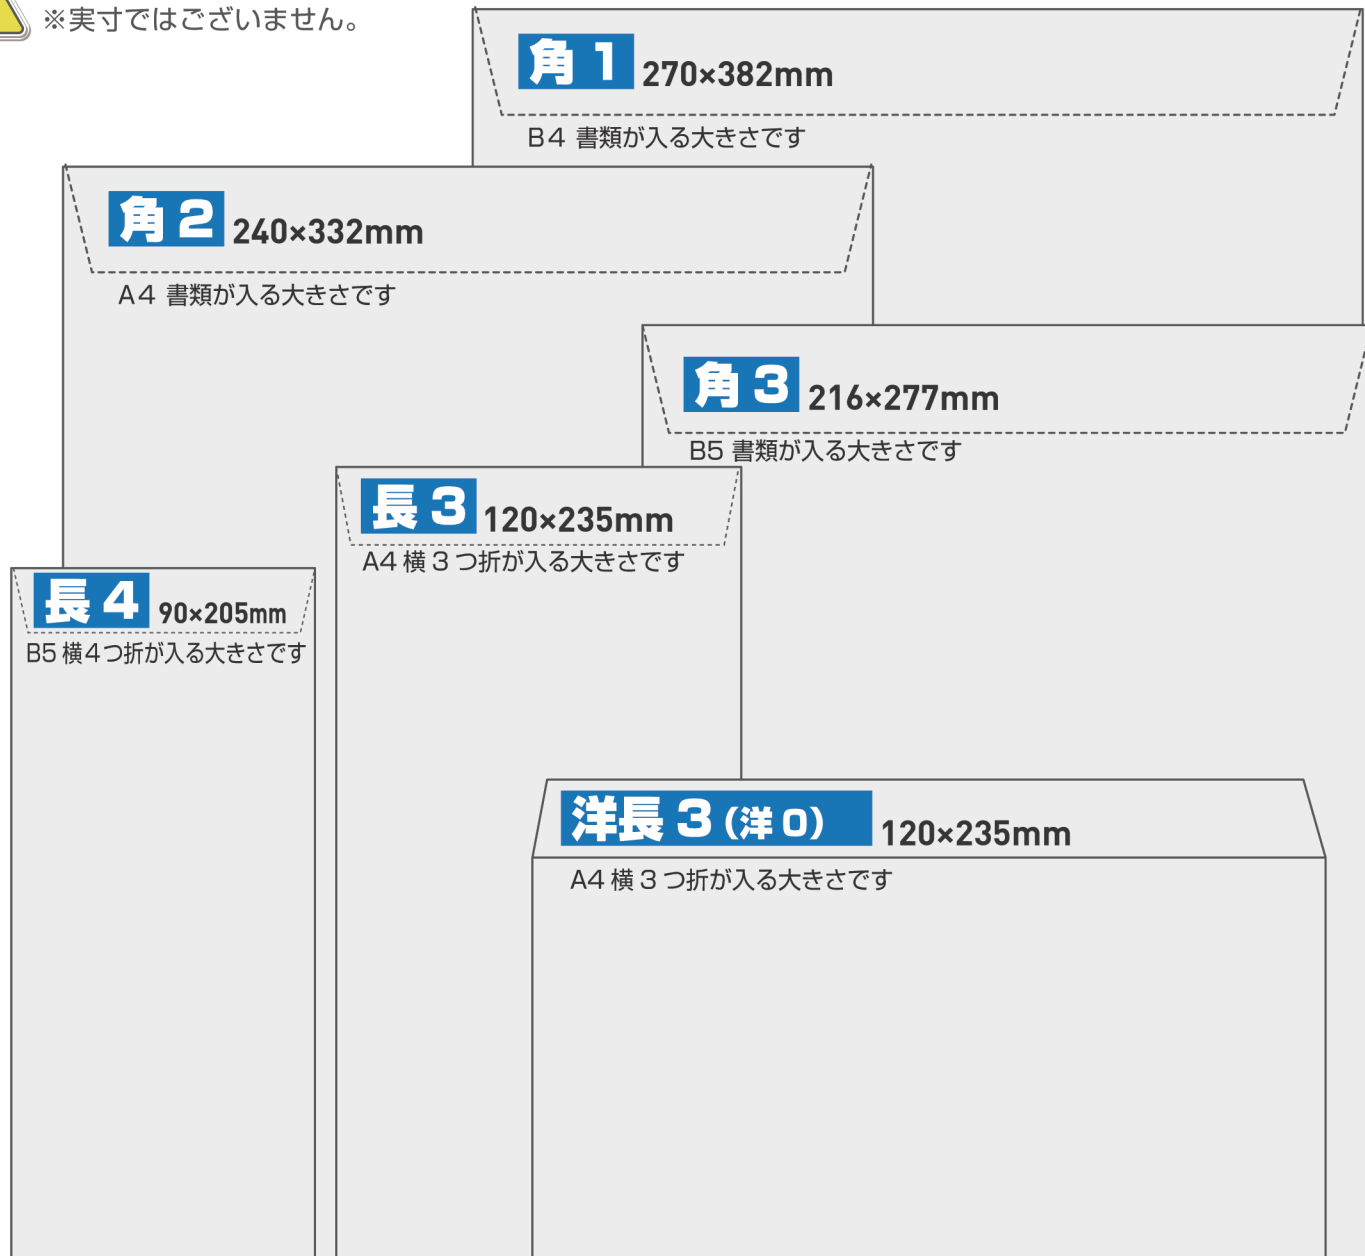 ※実寸ではございません。
角1 270×382mm
B4 書類が入る大きさです
角2 240×332mm
A4 書類が入る大きさです
角3 216×277mm
B5 書類が入る大きさです
長3 120×235mm
A4 横3つ折が入る大きさです
長4 90×205mm
B5 横4つ折が入る大きさです
洋長3(洋0) 120×235mm
A4 横3つ折が入る大きさです